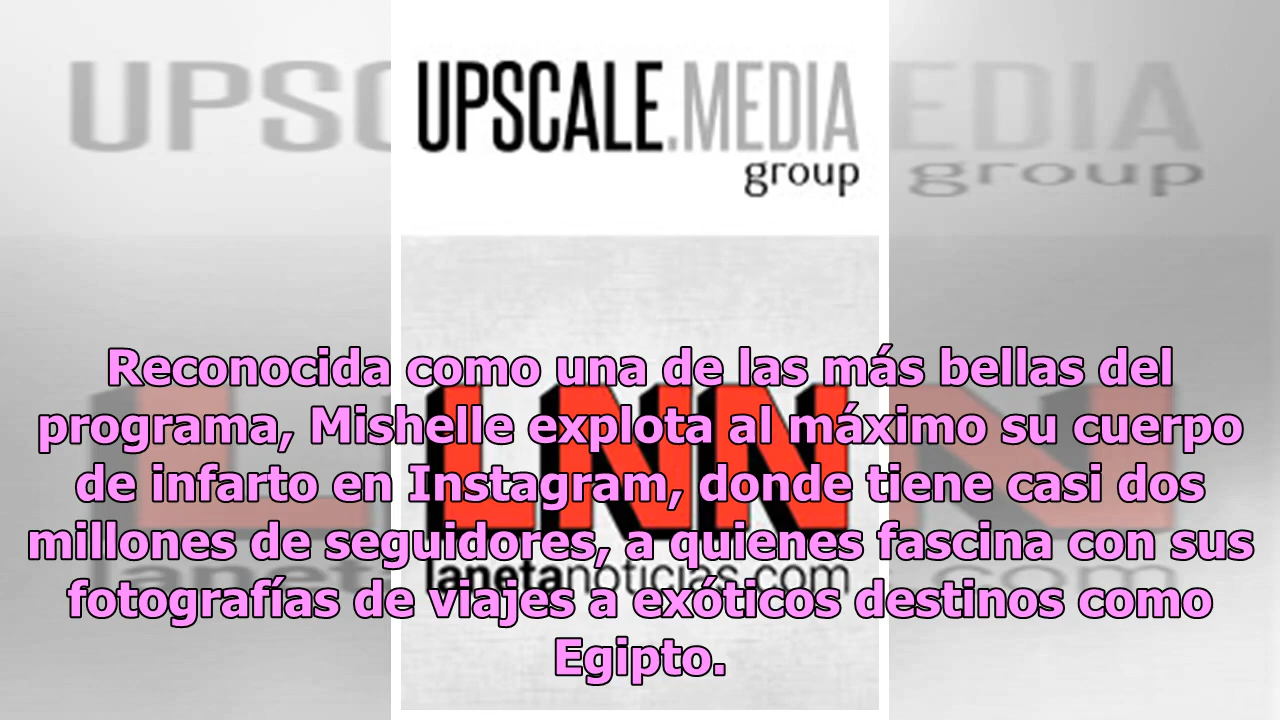 UPSCALE.MEDIA
group
LNN
lanetanoticias.com
Reconocida como una de las más bellas del
programa, Mishelle explota al máximo su cuerpo
de infarto en Instagram, donde tiene casi dos
millones de seguidores, a quienes fascina con sus
fotografías de viajes a exóticos destinos como
Egipto.